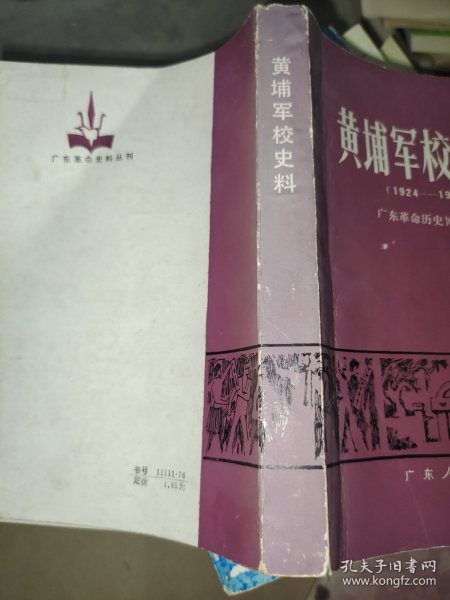 广东革命史料丛刊
书号 11111·76
定价 1.05元
黄埔军校史料
黄埔军校
(1924—19
广东革命历史博
广东人
孔夫子旧书网
www.kongfz.com